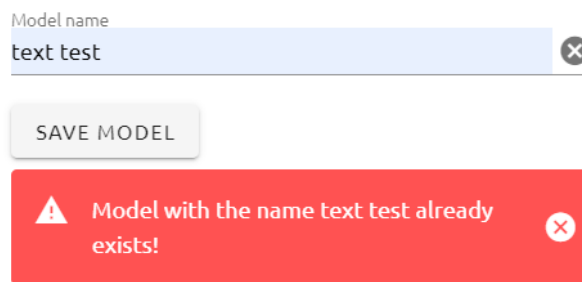 Model name
text test
SAVE MODEL
Model with the name text test already
exists!